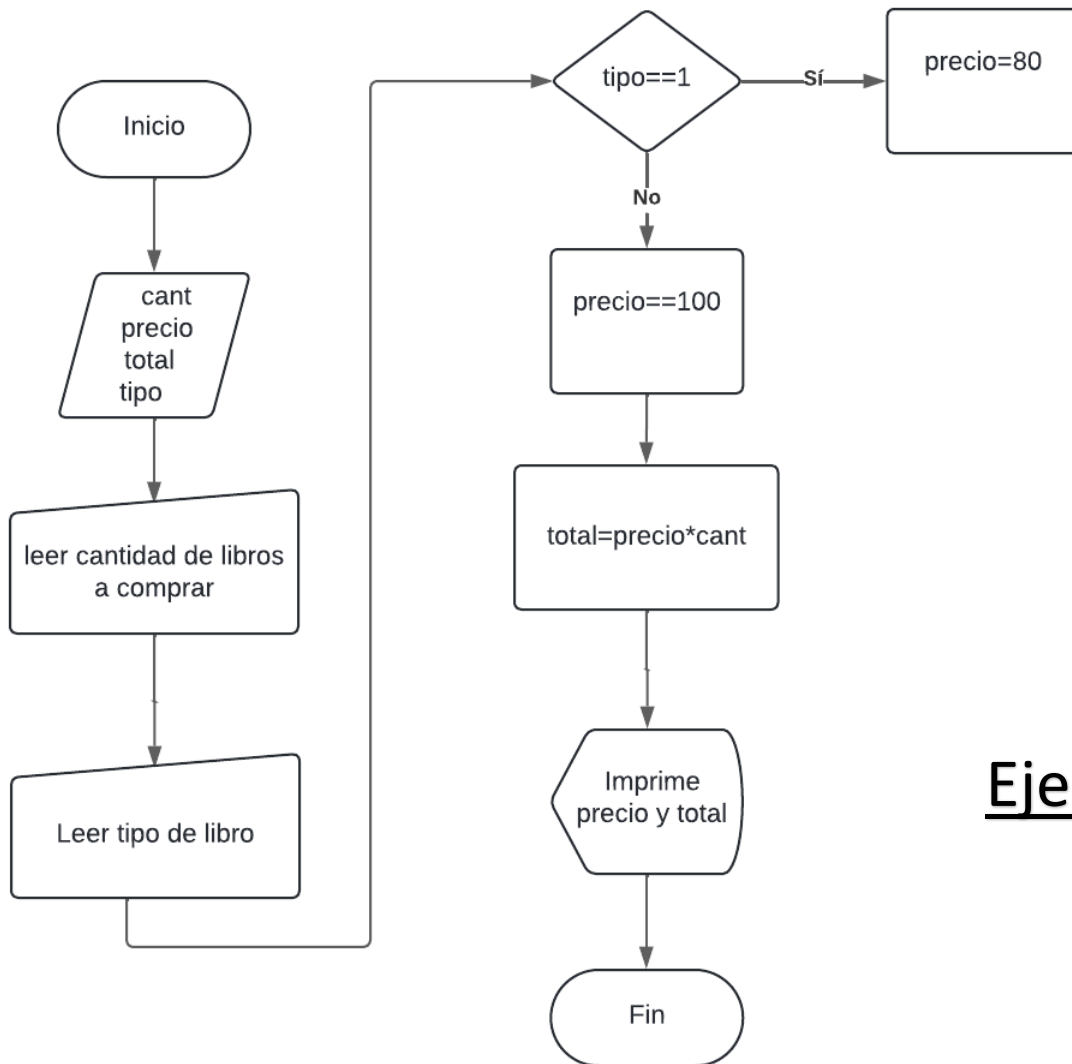 Inicio
cant
precio
total
tipo
leer cantidad de libros
a comprar
Leer tipo de libro
tipo==1
Sí
precio=80
No
precio==100
total=precio*cant
Imprime
precio y total
Fin
Eje